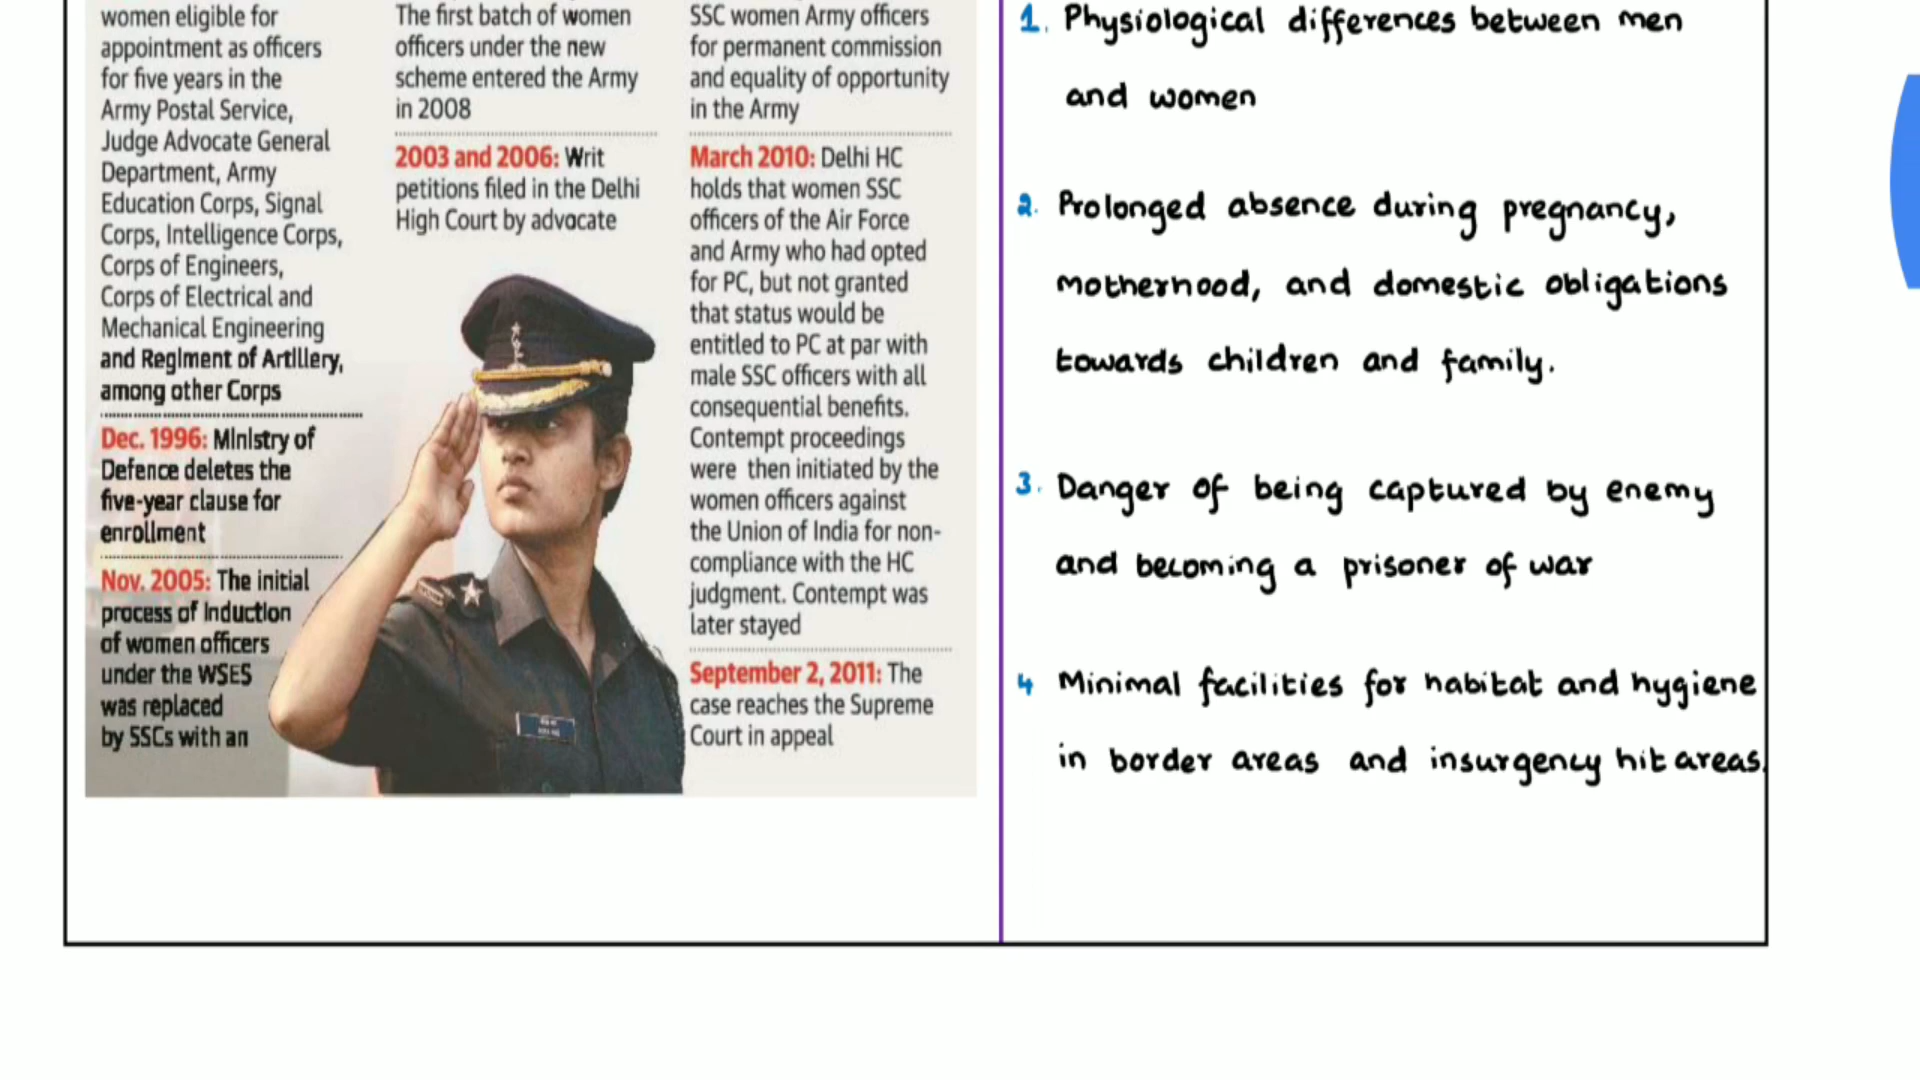 women eligible for
appointment as officers
for five years in the
Army Postal Service,
Judge Advocate General
Department, Army
Education Corps, Signal
Corps, Intelligence Corps,
Corps of Engineers,
Corps of Electrical and
Mechanical Engineering
and Regiment of Artillery,
among other Corps
Dec. 1996: Ministry of
Defence deletes the
five-year clause for
enrollment
Nov. 2005: The initial
process of induction
of women officers
under the WSES
was replaced
by SSCs with an
The first batch of women
officers under the new
scheme entered the Army
in 2008
2003 and 2006: Writ
petitions filed in the Delhi
High Court by advocate
SSC women Army officers
for permanent commission
and equality of opportunity
in the Army
March 2010: Delhi HC
holds that women SSC
officers of the Air Force
and Army who had opted
for PC, but not granted
that status would be
entitled to PC at par with
male SSC officers with all
consequential benefits.
Contempt proceedings
were then initiated by the
women officers against
the Union of India for non-
compliance with the HC
judgment. Contempt was
later stayed
September 2, 2011: The
case reaches the Supreme
Court in appeal
1. Physiological differences between men
and women
2. Prolonged absence during pregnancy,
motherhood, and domestic obligations
towards children and family.
3. Danger of being captured by enemy
and becoming a prisoner of war
4 Minimal facilities for habitat and hygiene
in border areas and insurgency hit areas.